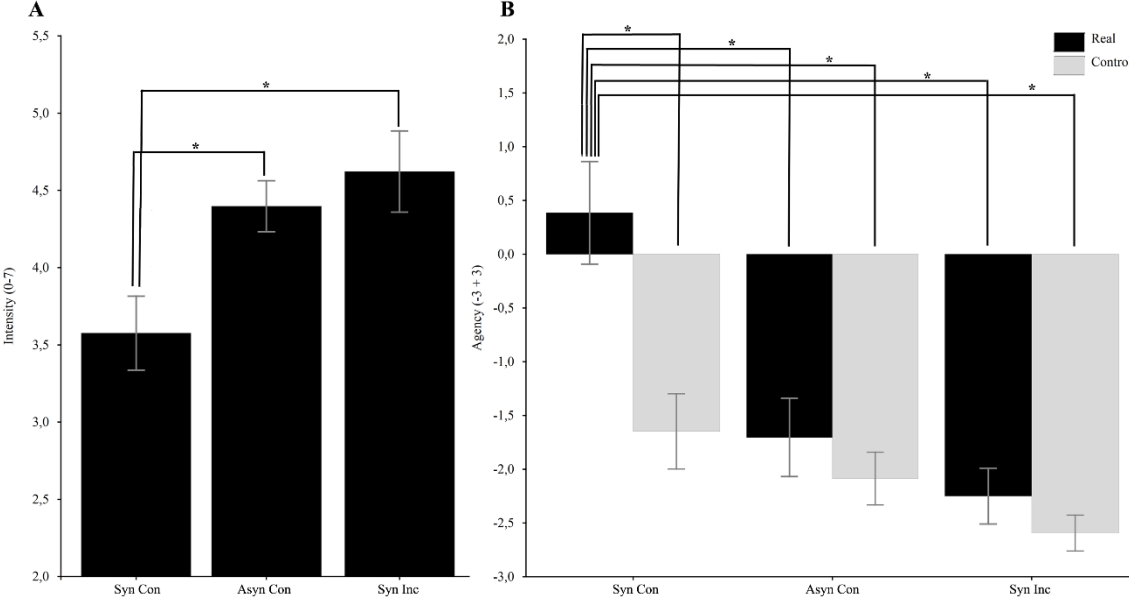 A
5,5
5,0
4,5
4,0
3,5
3,0
2,5
2,0
Intensity (0-7)
*
*
Syn Con
Asyn Con
Syn Inc
B
2,0
1,5
1,0
0,5
0,0
-0,5
-1,0
-1,5
-2,0
-2,5
-3,0
Agency (-3 + 3)
*
*
*
*
*
Real
Contro
Syn Con
Asyn Con
Syn Inc